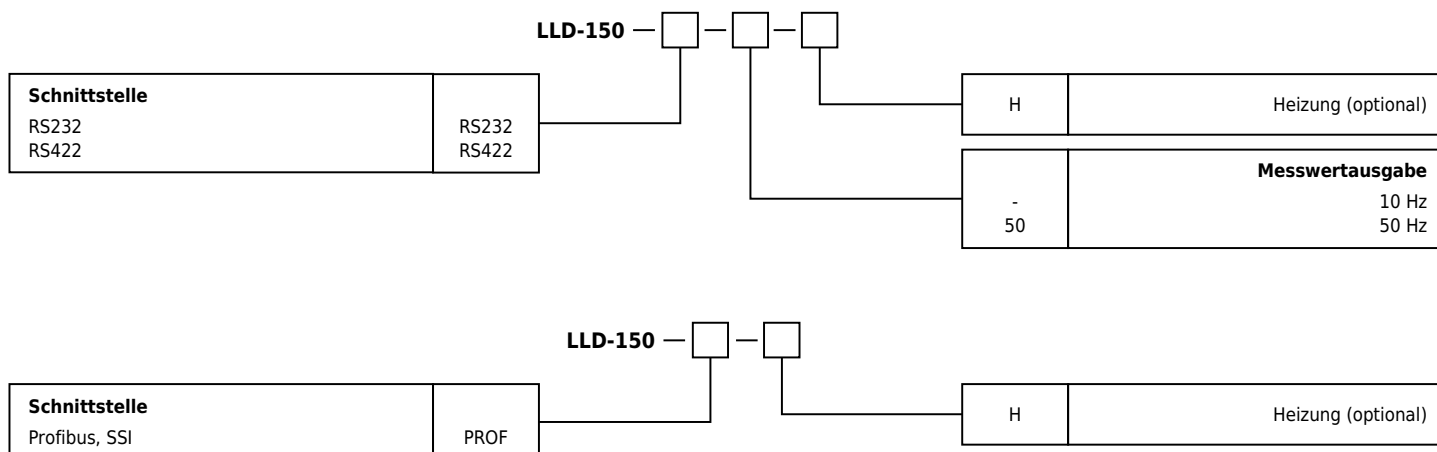 LLD-150 — —
Schnittstelle
RS232 RS232
RS422 RS422
H Heizung (optional)
Messwertausgabe
- 10 Hz
50 50 Hz
LLD-150 — —
Schnittstelle
Profibus, SSI PROF
H Heizung (optional)